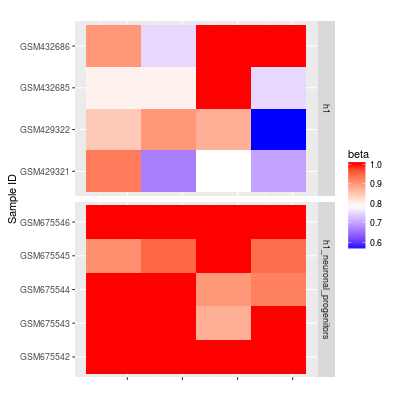 Sample ID
GSM432686
GSM432685
GSM429322
GSM429321
h1
GSM675546
GSM675545
GSM675544
GSM675543
GSM675542
h1_neuronal_progenitors
beta
1.0
0.9
0.8
0.7
0.6